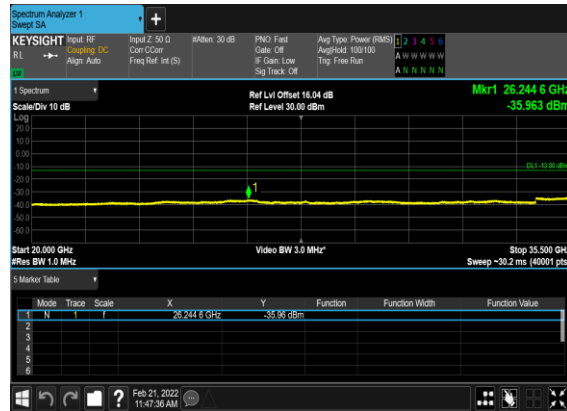 Spectrum Analyzer 1
Swept SA
+
KEYSIGHT Input: RF Input Z: 50 Ω #Atten: 30 dB PNO: Fast Avg Type: Power (RMS) 1 2 3 4 5 6
RL Coupling: DC Corr CCorr Gate: Off Avg|Hold: 100/100 A W W W W W
Align: Auto Freq Ref: Int (S) IF Gain: Low Trig: Free Run
Sig Track: Off A N N N N N
1 Spectrum Ref Lvl Offset 16.04 dB Mkr1 26.244 6 GHz
Scale/Div 10 dB Ref Level 30.00 dBm -35.963 dBm
Log
20.0
10.0
0.00
-10.0 DL1 -13.00 dBm
-20.0
-30.0 1
-40.0
-50.0
-60.0
Start 20.000 GHz Video BW 3.0 MHz* Stop 35.500 GHz
#Res BW 1.0 MHz Sweep ~30.2 ms (40001 pts)
5 Marker Table
Mode Trace Scale X Y Function Function Width Function Value
1 N 1 f 26.244 6 GHz -35.96 dBm
2
3
4
5
6
? Feb 21, 2022
11:47:36 AM